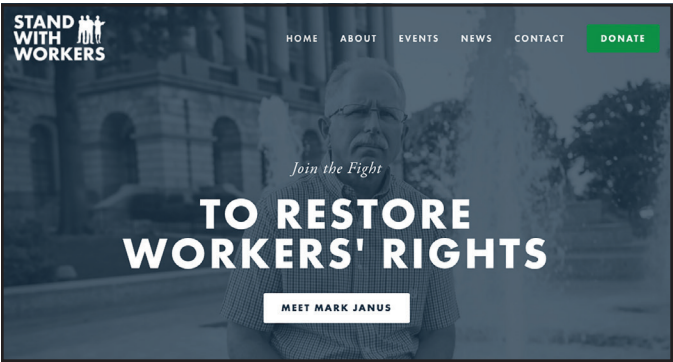 STAND
WITH
WORKERS
HOME ABOUT EVENTS NEWS CONTACT DONATE
Join the Fight
TO RESTORE
WORKERS' RIGHTS
MEET MARK JANUS